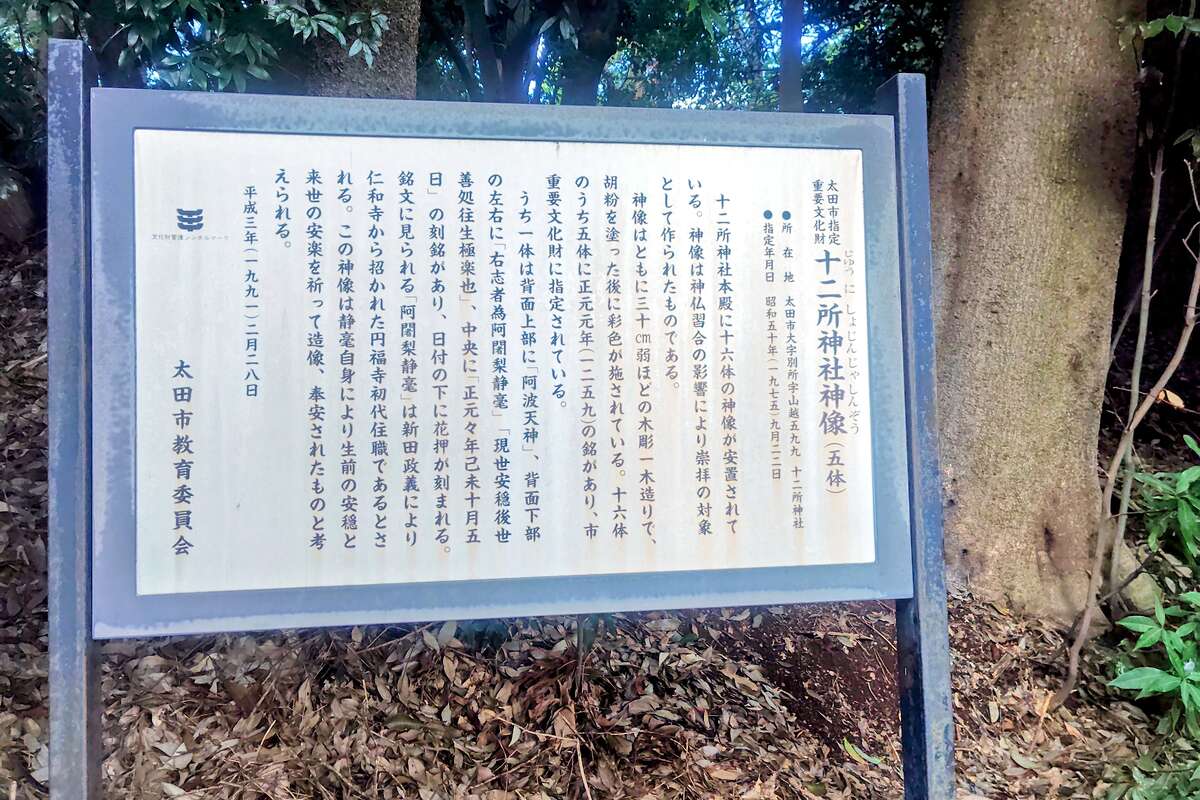 太田市指定
重要文化財
十二所神社神像（五体）
じゅう に しょじんじゃしんぞう
●所 在 地 太田市大字別所字山越五九九 十二所神社
●指定年月日 昭和五十年（一九七五）九月二二日
十二所神社本殿に十六体の神像が安置されて
いる。神像は神仏習合の影響により崇拝の対象
として作られたものである。
神像はともに三十㎝弱ほどの木彫一木造りで、
胡粉を塗った後に彩色が施されている。十六体
のうち五体に正元元年（一二五九）の銘があり、市
重要文化財に指定されている。
うち一体は背面上部に「阿波天神」、背面下部
の左右に「右志者為阿闍梨静毫」「現世安穏後世
善処往生極楽也」、中央に「正元々年己未十月五
日」の刻銘があり、日付の下に花押が刻まれる。
銘文に見られる「阿闍梨静毫」は新田政義により
仁和寺から招かれた円福寺初代住職であるとさ
れる。この神像は静毫自身により生前の安穏と
来世の安楽を祈って造像、奉安されたものと考
えられる。
平成三年（一九九一）二月二八日
太田市教育委員会
文化財愛護シンボルマーク